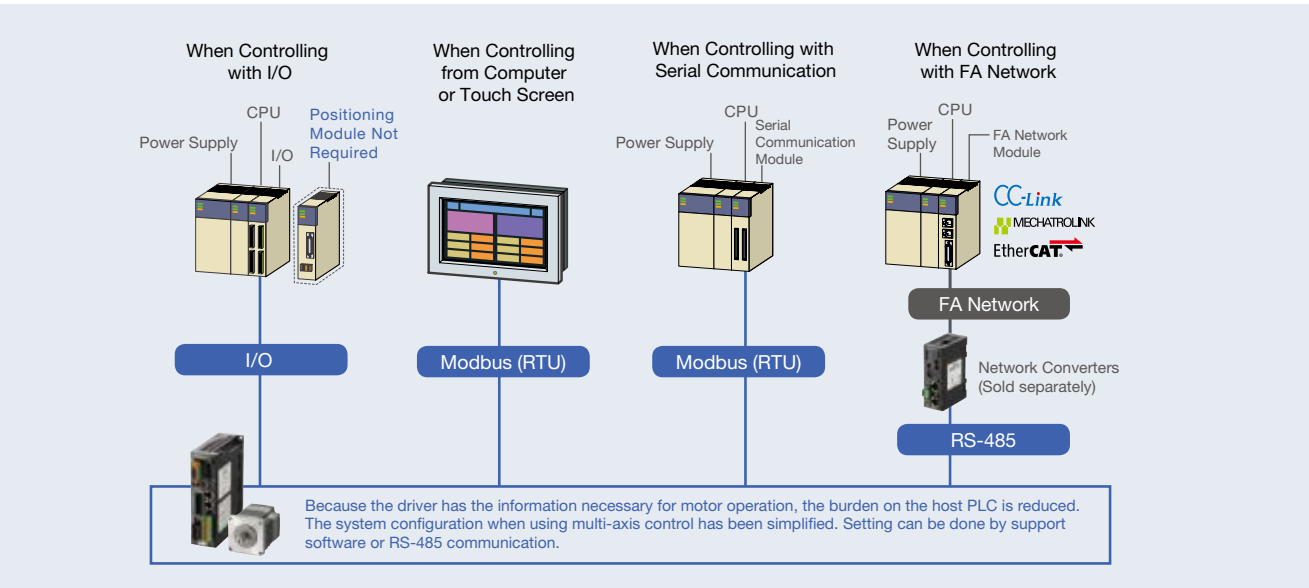 When Controlling
with I/O
CPU
Positioning
Module Not
Required
Power Supply
I/O
I/O
When Controlling
from Computer
or Touch Screen
Modbus (RTU)
When Controlling with
Serial Communication
CPU
Serial
Communication
Module
Power Supply
Modbus (RTU)
When Controlling
with FA Network
Power
Supply
CPU
FA Network
Module
CC-Link
MECHATROLINK
EtherCAT.
FA Network
Network Converters
(Sold separately)
RS-485
Because the driver has the information necessary for motor operation, the burden on the host PLC is reduced.
The system configuration when using multi-axis control has been simplified. Setting can be done by support
software or RS-485 communication.